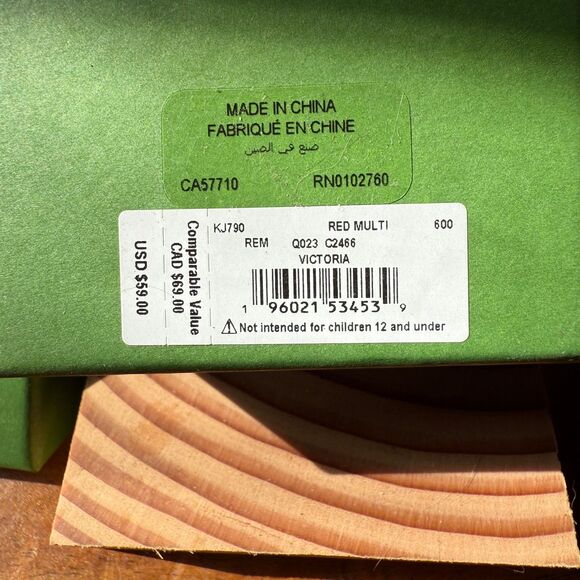 MADE IN CHINA
FABRIQUÉ EN CHINE
صنع في الصين
CA57710 RN0102760
USD $59.00
Comparable Value
CAD $69.00
KJ790 RED MULTI 600
REM Q023 C2466
VICTORIA
1 96021 53453 9
⚠ Not intended for children 12 and under